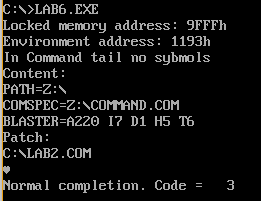 C:\>LAB6.EXE
Locked memory address: 9FFFh
Environment address: 1193h
In Command tail no sybmols
Content:
PATH=Z:\
COMSPEC=Z:\COMMAND.COM
BLASTER=A220 I7 D1 H5 T6
Patch:
C:\LAB2.COM
♥
Normal completion. Code =   3